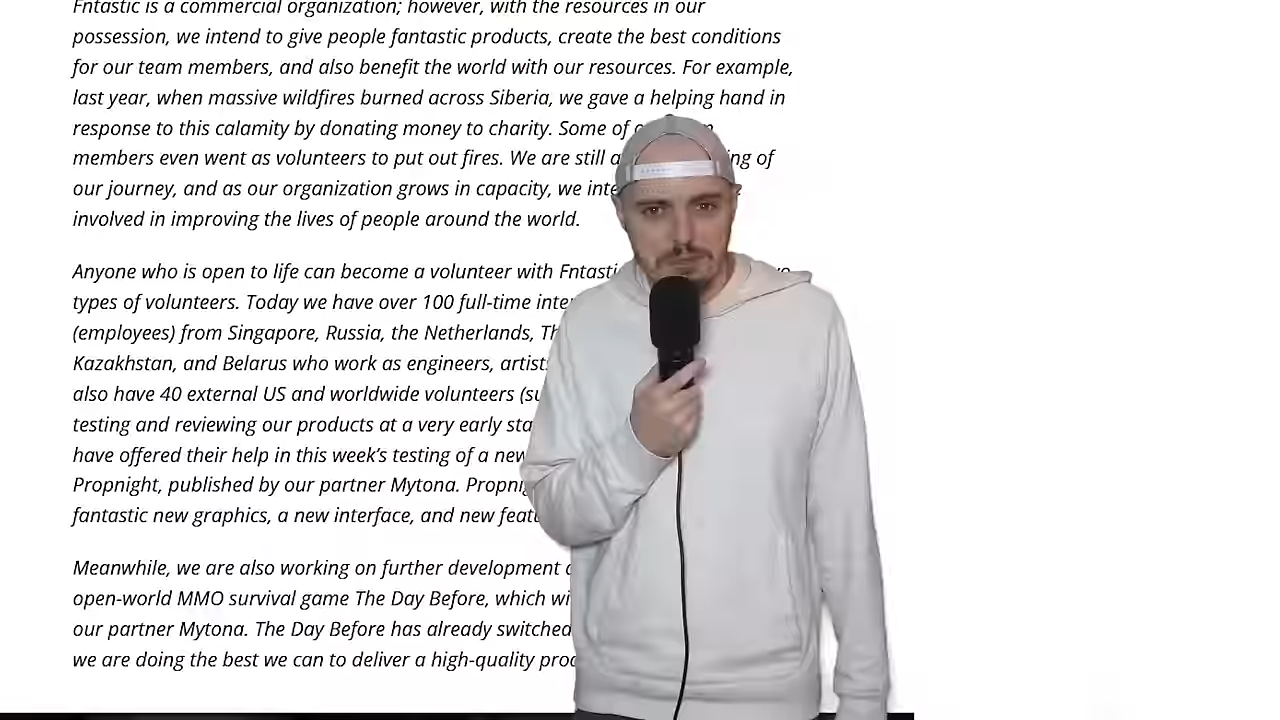 Fntastic is a commercial organization; however, with the resources in our
possession, we intend to give people fantastic products, create the best conditions
for our team members, and also benefit the world with our resources. For example,
last year, when massive wildfires burned across Siberia, we gave a helping hand in
response to this calamity by donating money to charity. Some of
members even went as volunteers to put out fires. We are still of
our journey, and as our organization grows in capacity, we
involved in improving the lives of people around the world.
Anyone who is open to life can become a volunteer with
types of volunteers. Today we have over 100 full-time
(employees) from Singapore, Russia, the Netherlands,
Kazakhstan, and Belarus who work as engineers,
also have 40 external US and worldwide volunteers
testing and reviewing our products at a very early
have offered their help in this week's testing of a new
Propnight, published by our partner Mytona.
fantastic new graphics, a new interface, and new
Meanwhile, we are also working on further development
open-world MMO survival game The Day Before, which
our partner Mytona. The Day Before has already switched
we are doing the best we can to deliver a high-quality